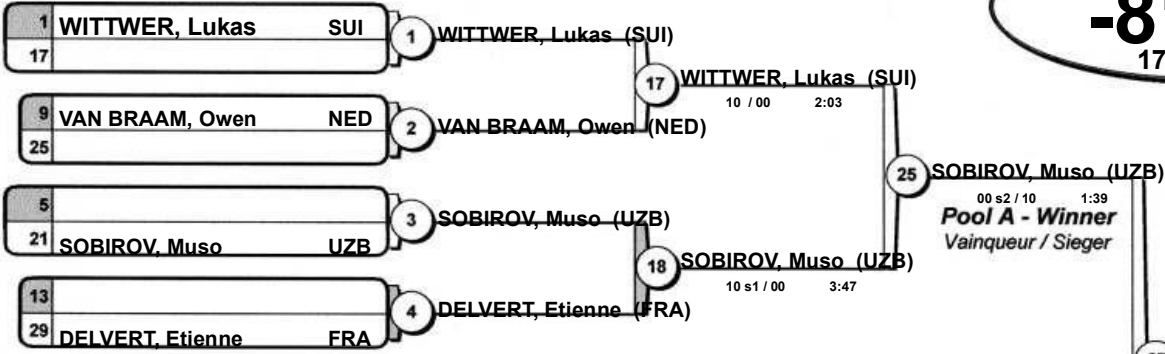 -8
17
1 WITTWER, Lukas SUI
17
1 WITTWER, Lukas (SUI)
17 WITTWER, Lukas (SUI)
10 / 00 2:03
9 VAN BRAAM, Owen NED
25
2 VAN BRAAM, Owen (NED)
25 SOBIROV, Muso (UZB)
00 s2 / 10 1:39
Pool A - Winner
Vainqueur / Sieger
5
21 SOBIROV, Muso UZB
3 SOBIROV, Muso (UZB)
18 SOBIROV, Muso (UZB)
10 s1 / 00 3:47
13
29 DELVERT, Etienne FRA
4 DELVERT, Etienne (FRA)